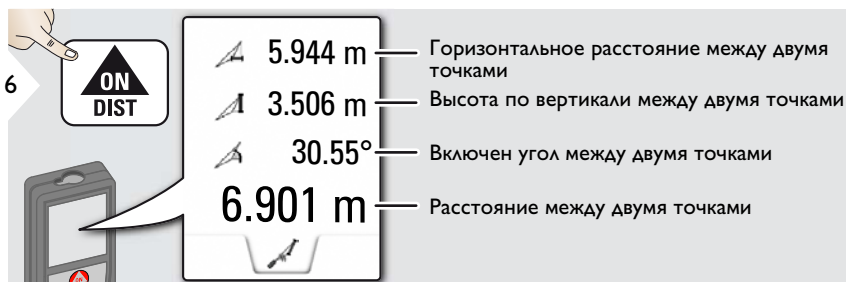 6
ON
DIST
5.944 m
Горизонтальное расстояние между двумя
точками
3.506 m
Высота по вертикали между двумя точками
30.55°
Включен угол между двумя точками
6.901 m
Расстояние между двумя точками
ON